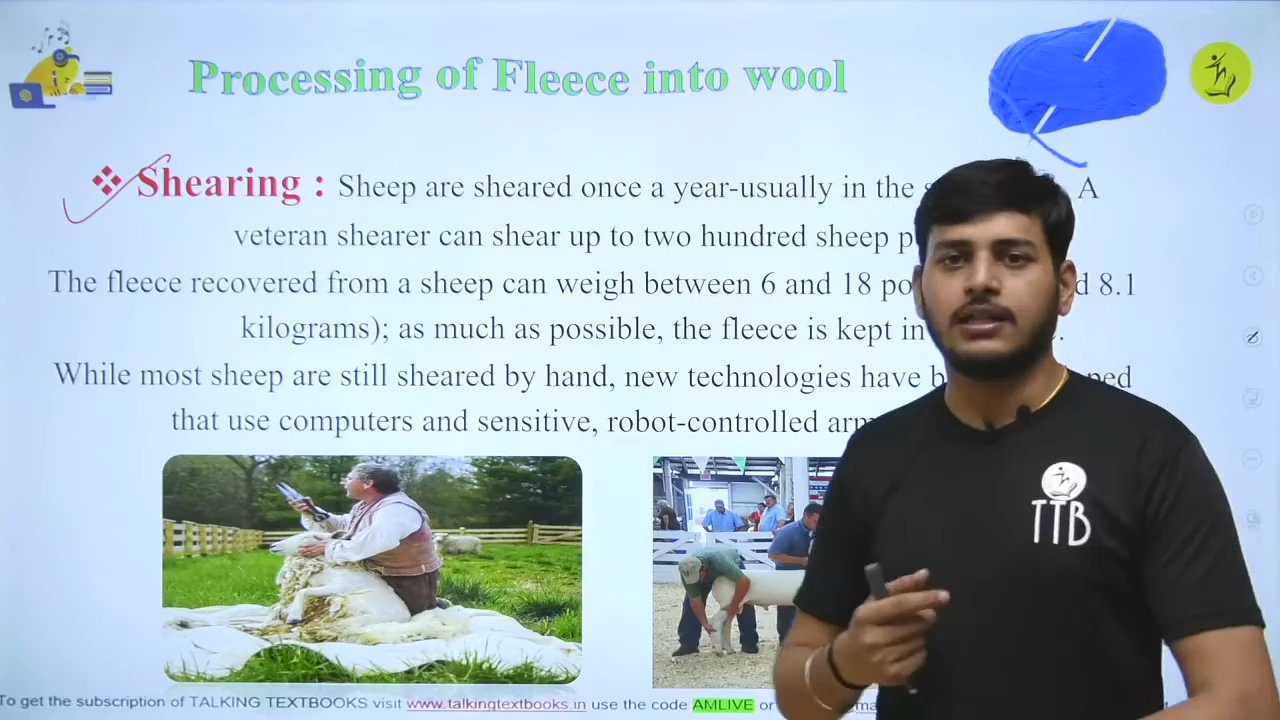 Processing of Fleece into wool
Shearing : Sheep are sheared once a year-usually in the A
veteran shearer can shear up to two hundred sheep
The fleece recovered from a sheep can weigh between 6 and 18 8.1
kilograms); as much as possible, the fleece is kept in
While most sheep are still sheared by hand, new technologies have
that use computers and sensitive, robot-controlled
TTB
To get the subscription of TALKING TEXTBOOKS visit www.talkingtextbooks.in use the code AMLIVE or